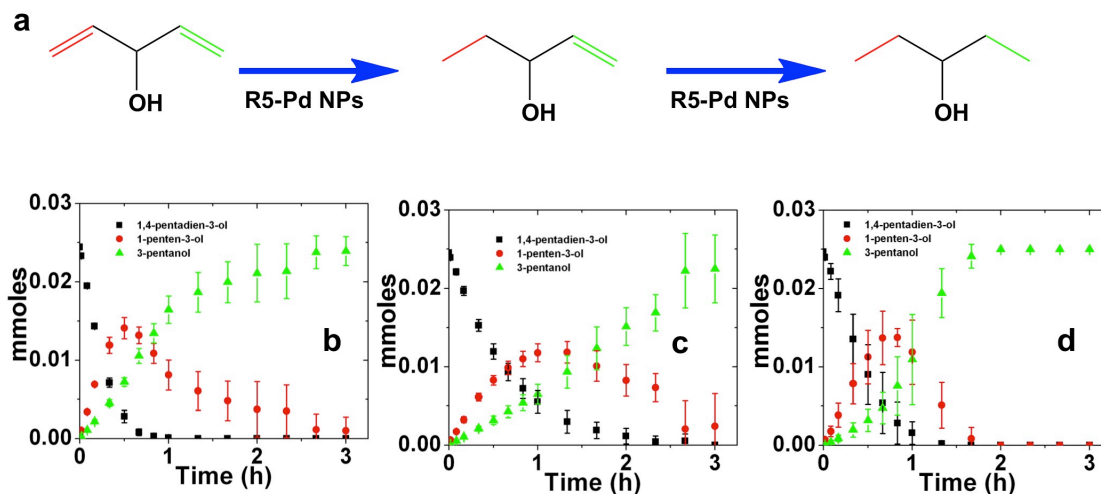 a
OH
R5-Pd NPs
OH
R5-Pd NPs
OH
0.03
0.02
0.01
0.00
mmoles
1,4-pentadien-3-ol
1-penten-3-ol
3-pentanol
b
0
1
2
3
Time (h)
0.03
0.02
0.01
0.00
mmoles
1,4-pentadien-3-ol
1-penten-3-ol
3-pentanol
c
0
1
2
3
Time (h)
0.03
0.02
0.01
0.00
mmoles
1,4-pentadien-3-ol
1-penten-3-ol
3-pentanol
d
0
1
2
3
Time (h)